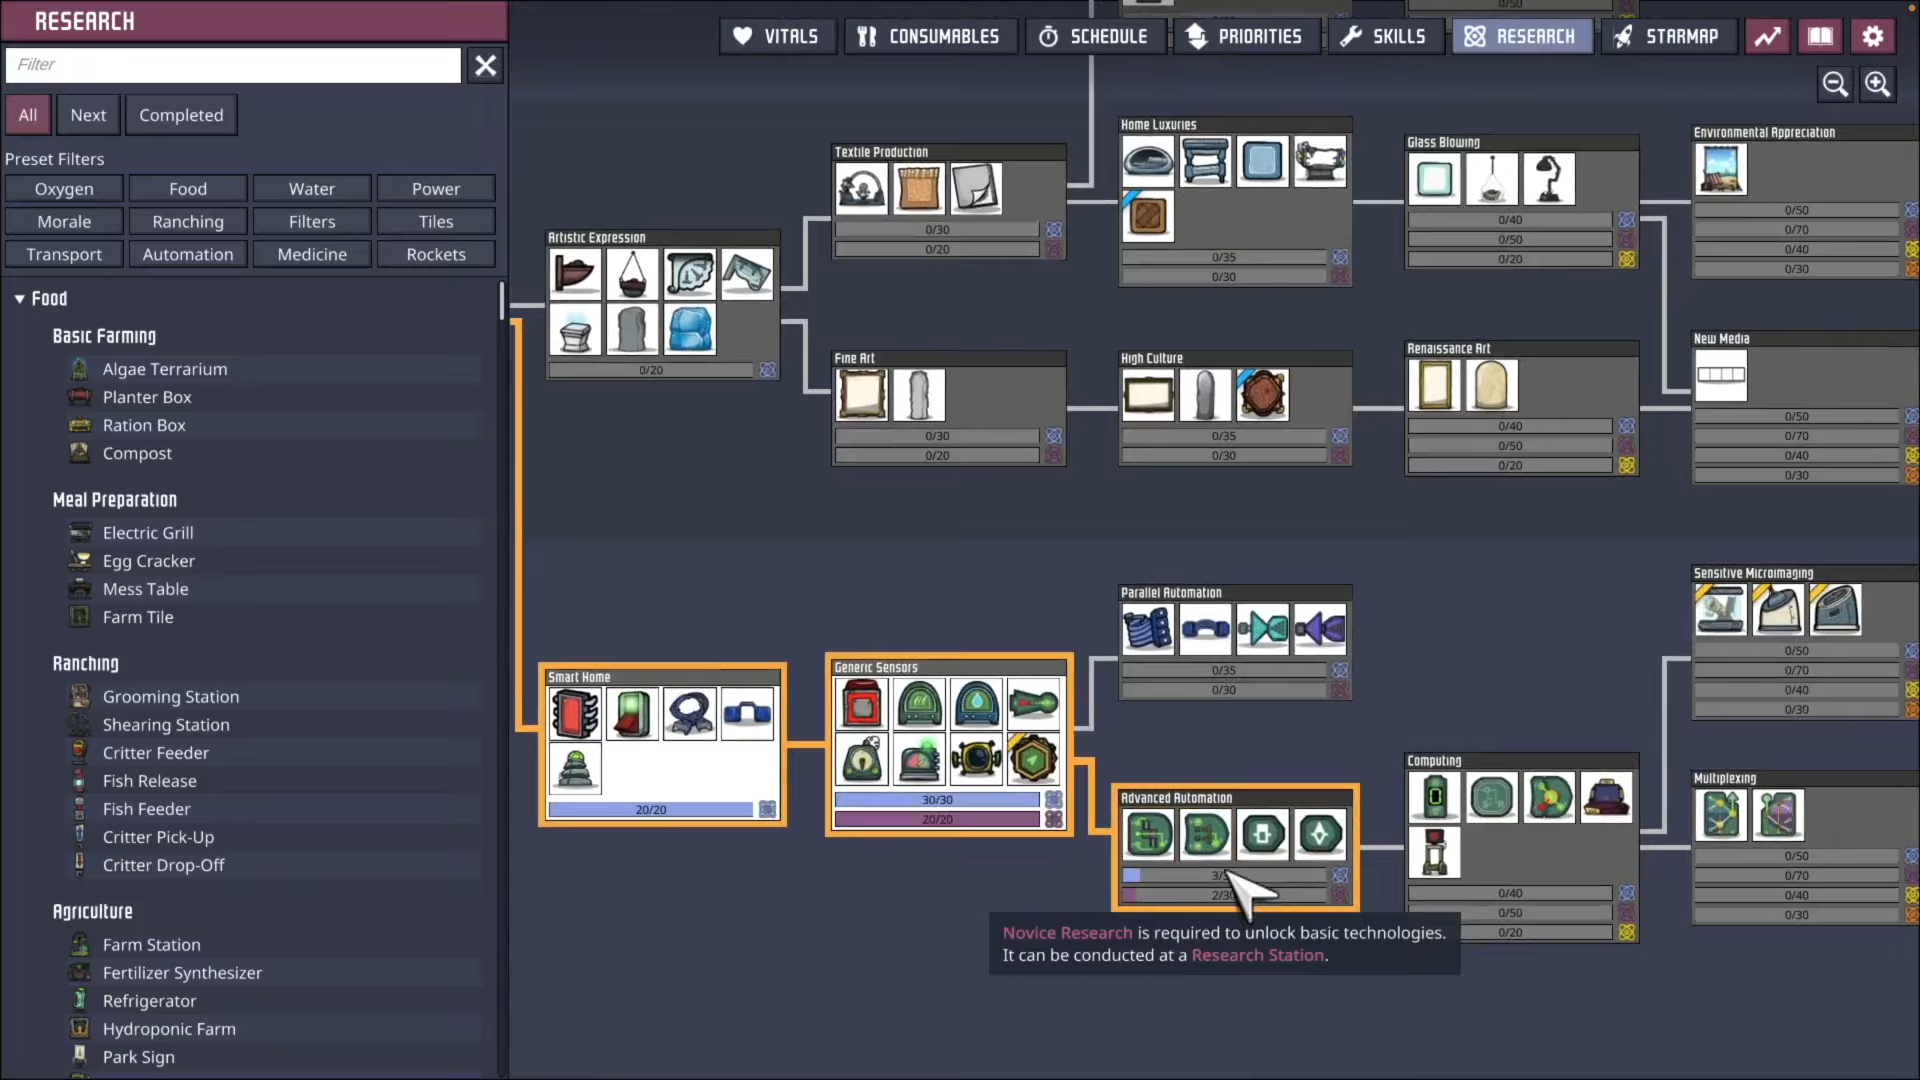 RESEARCH
VITALS
CONSUMABLES
SCHEDULE
PRIORITIES
SKILLS
RESEARCH
STARMAP
Filter
All
Next
Completed
Preset Filters
Oxygen
Food
Water
Power
Morale
Ranching
Filters
Tiles
Transport
Automation
Medicine
Rockets
Food
Basic Farming
Algae Terrarium
Planter Box
Ration Box
Compost
Meal Preparation
Electric Grill
Egg Cracker
Mess Table
Farm Tile
Ranching
Grooming Station
Shearing Station
Critter Feeder
Fish Release
Fish Feeder
Critter Pick-Up
Critter Drop-Off
Agriculture
Farm Station
Fertilizer Synthesizer
Refrigerator
Hydroponic Farm
Park Sign
Artistic Expression
0/20
Textile Production
0/30
0/20
Home Luxuries
0/35
0/30
Glass Blowing
0/40
0/50
0/20
Environmental Appreciation
0/50
0/70
0/40
0/30
Fine Art
0/30
0/20
High Culture
0/35
0/30
Renaissance Art
0/40
0/50
0/20
New Media
0/50
0/70
0/40
0/30
Smart Home
20/20
Generic Sensors
30/30
20/20
Parallel Automation
0/35
0/30
Advanced Automation
2/30
Computing
0/40
0/50
0/20
Sensitive Microimaging
0/50
0/70
0/40
0/30
Multiplexing
0/50
0/70
0/40
0/30
Novice Research is required to unlock basic technologies.
It can be conducted at a Research Station.